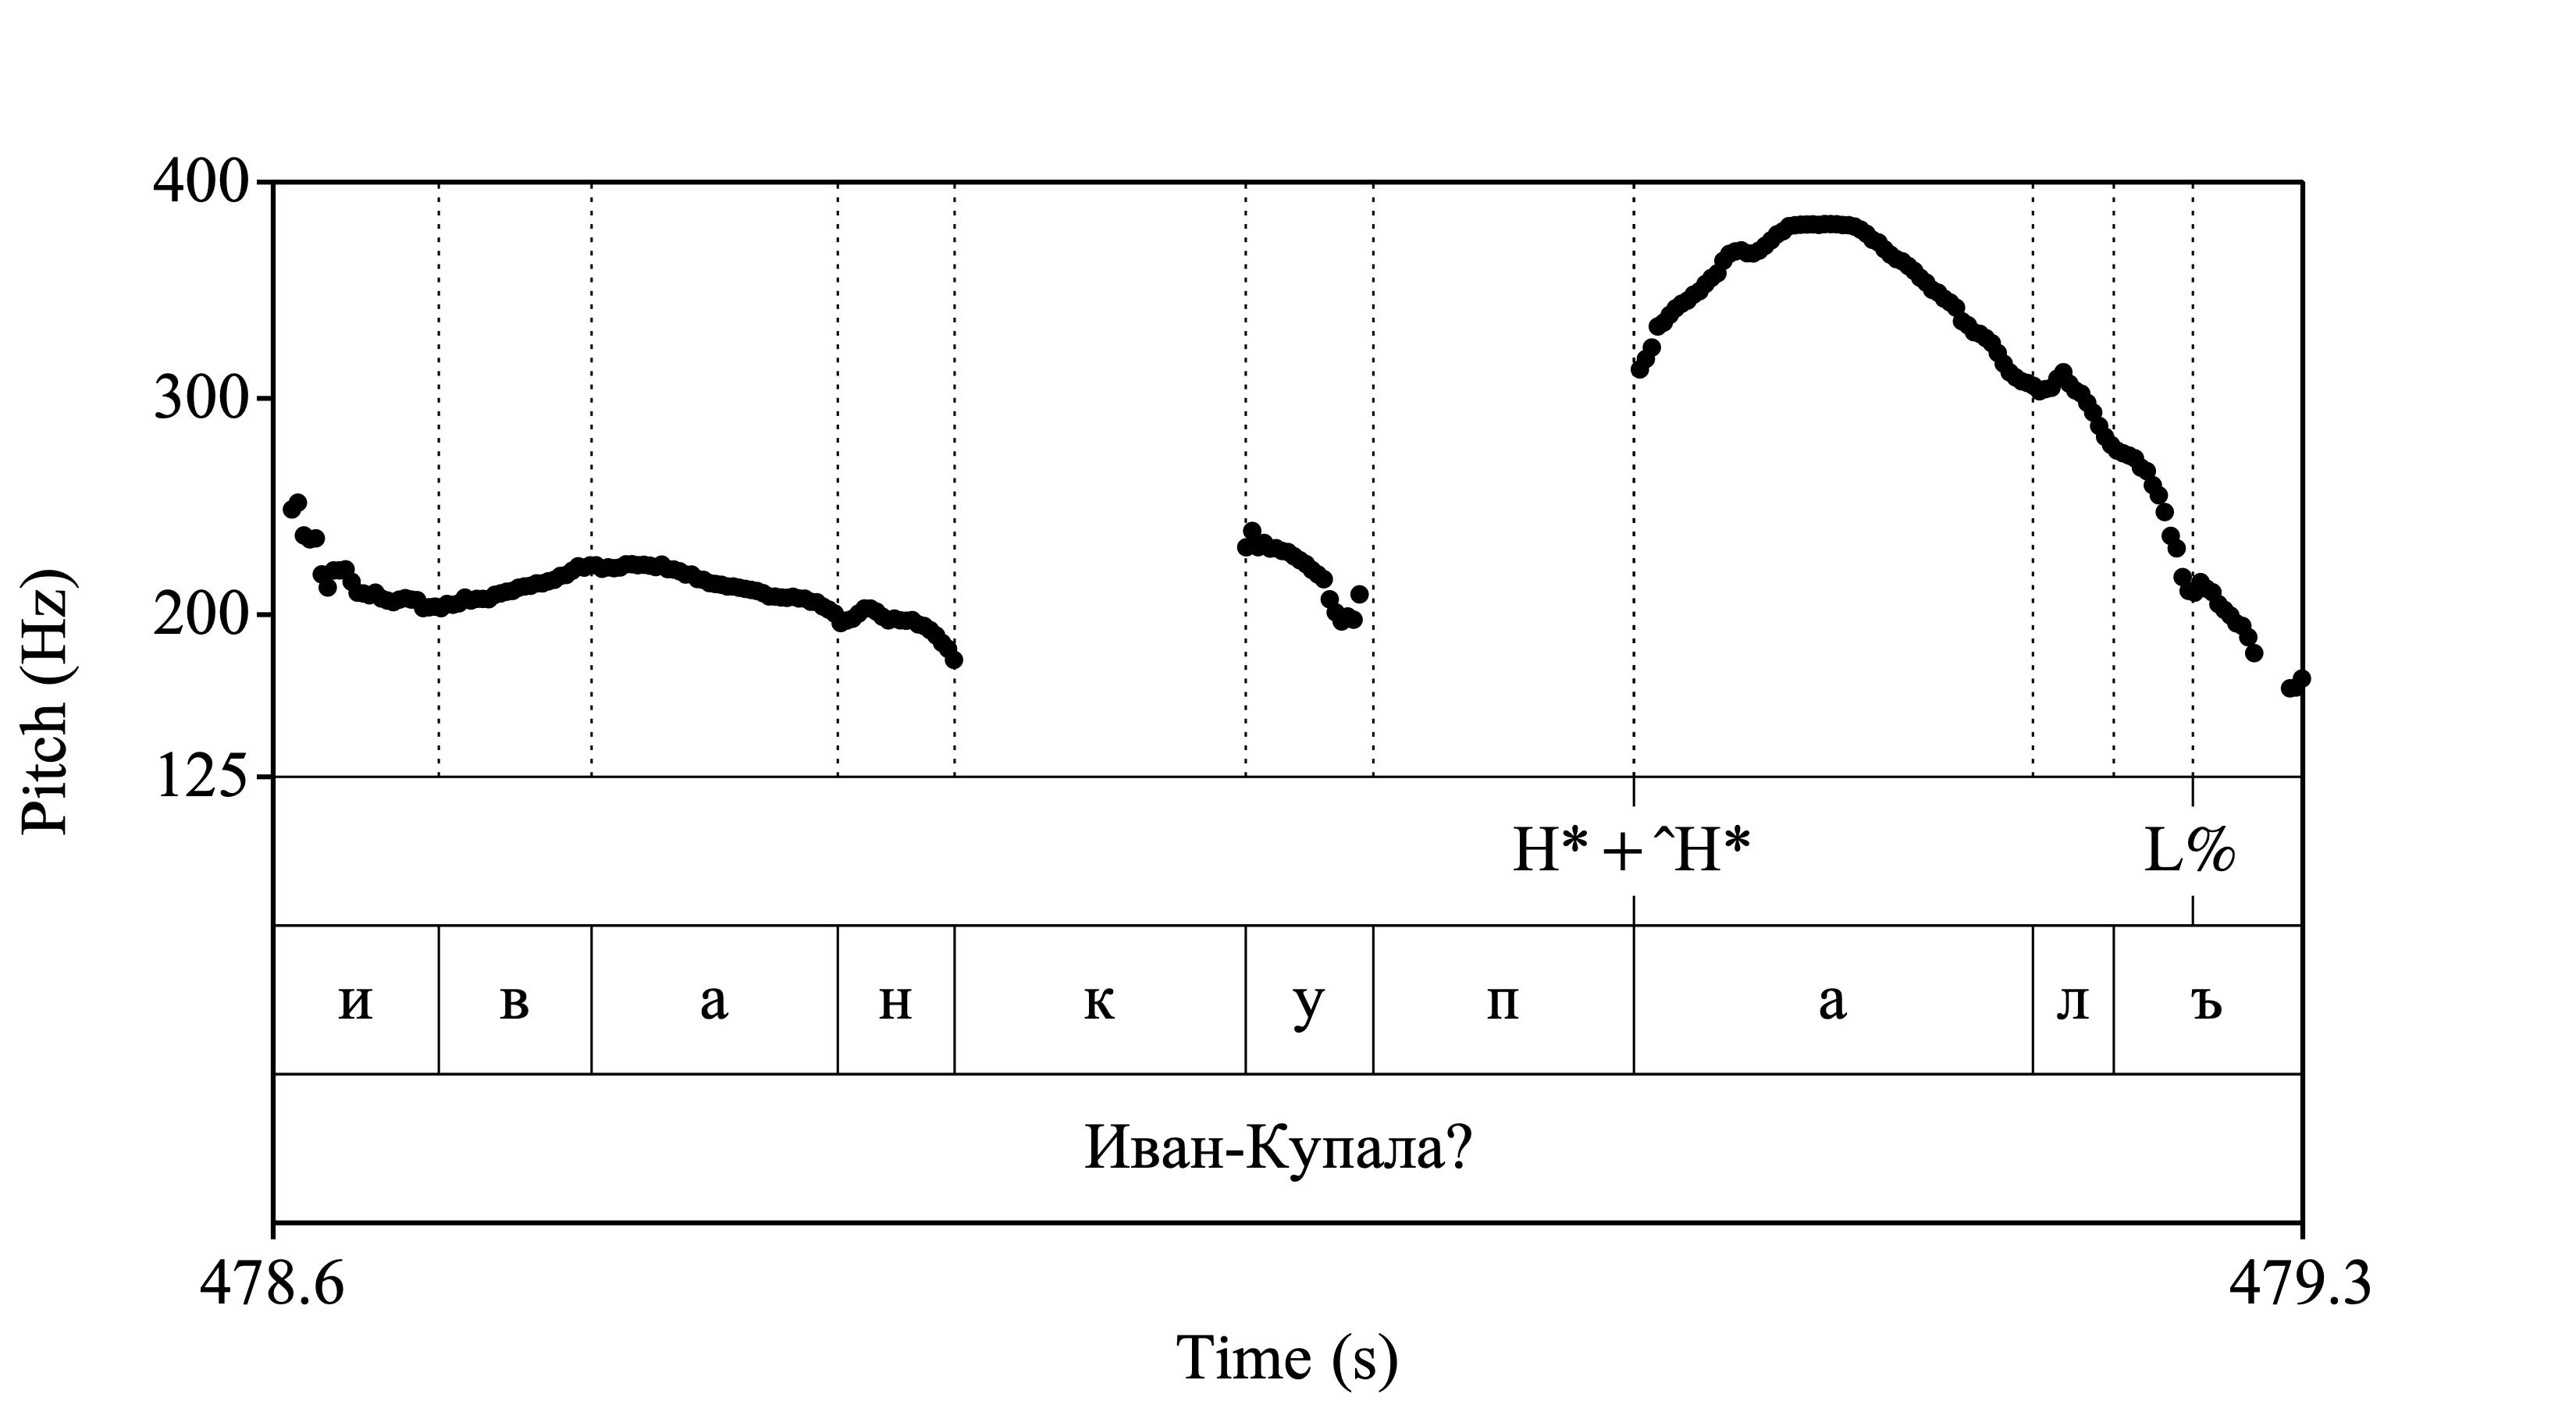 400
300
200
125
Pitch (Hz)
H* + ^H* L%
и в а н к у п а л ъ
Иван-Купала?
478.6 479.3
Time (s)